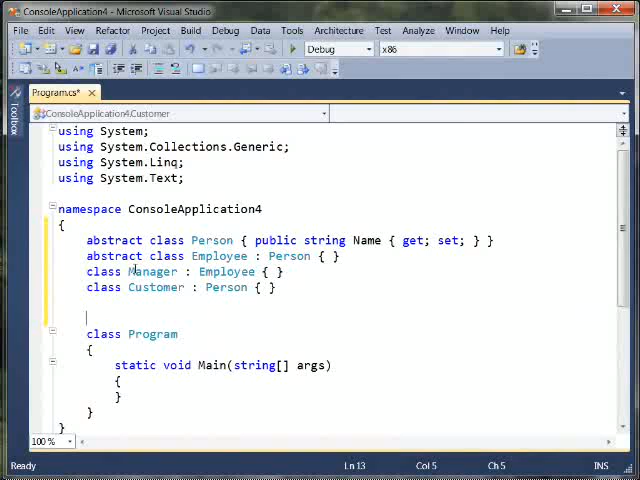 ConsoleApplication4 - Microsoft Visual Studio
File Edit View Refactor Project Build Debug Data Tools Architecture Test Analyze Window Help
Debug x86
Program.cs*
Toolbox
ConsoleApplication4.Customer
using System;
using System.Collections.Generic;
using System.Linq;
using System.Text;
namespace ConsoleApplication4
{
abstract class Person { public string Name { get; set; } }
abstract class Employee : Person { }
class Manager : Employee { }
class Customer : Person { }
class Program
{
static void Main(string[] args)
{
}
}
}
100 %
Ready Ln 13 Col 5 Ch 5 INS